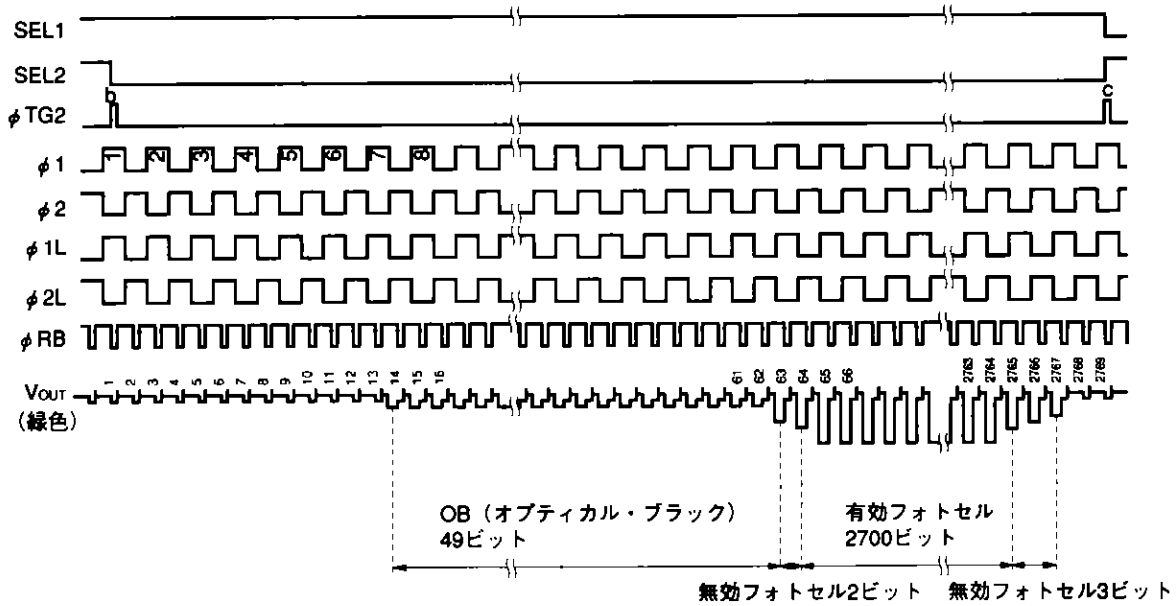 SEL1
SEL2
b
c
φTG2
φ1
1 2 3 4 5 6 7 8
φ2
φ1L
φ2L
φRB
VOUT
(緑色)
1 2 3 4 5 6 7 8 9 10 11 12 13 14 15 16 61 62 63 64 65 66 2763 2764 2765 2766 2767 2768 2769
OB(オプティカル・ブラック)
49ビット
有効フォトセル
2700ビット
無効フォトセル2ビット
無効フォトセル3ビット